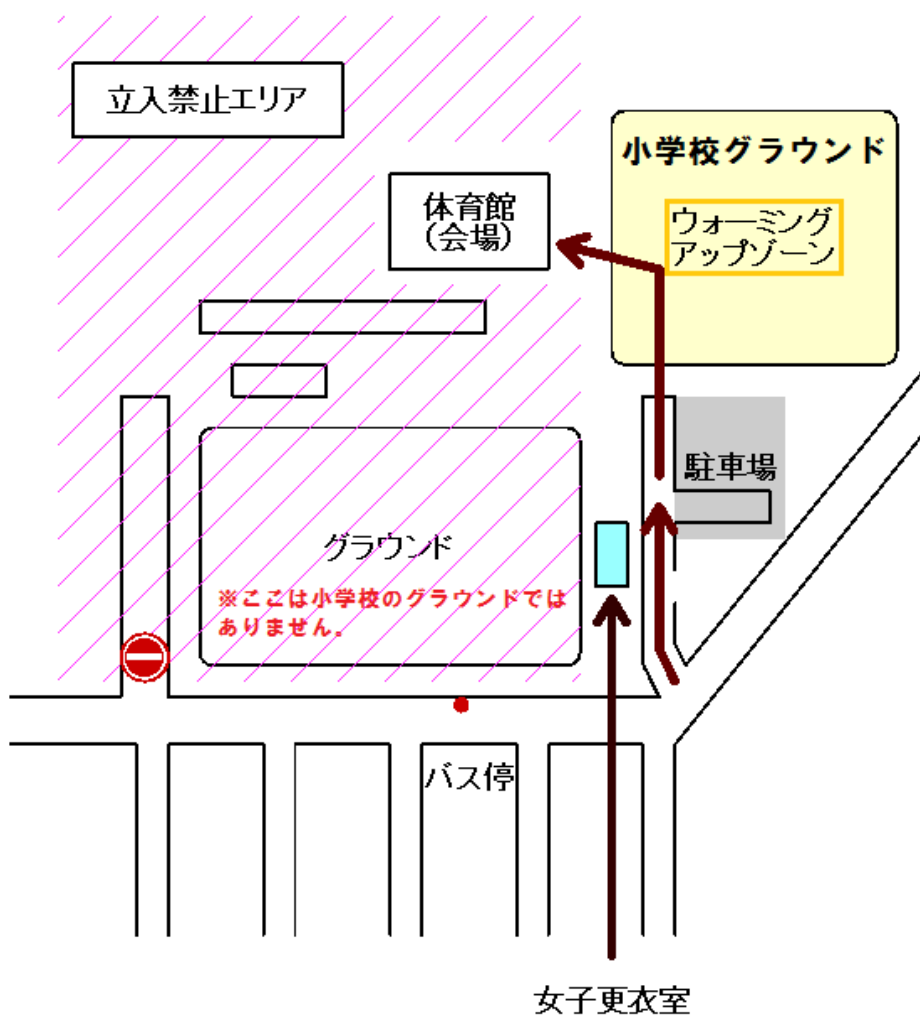 立入禁止エリア
小学校グラウンド
体育館
（会場）
ウォーミング
アップゾーン
駐車場
グラウンド
※ここは小学校のグラウンドでは
ありません。
バス停
女子更衣室